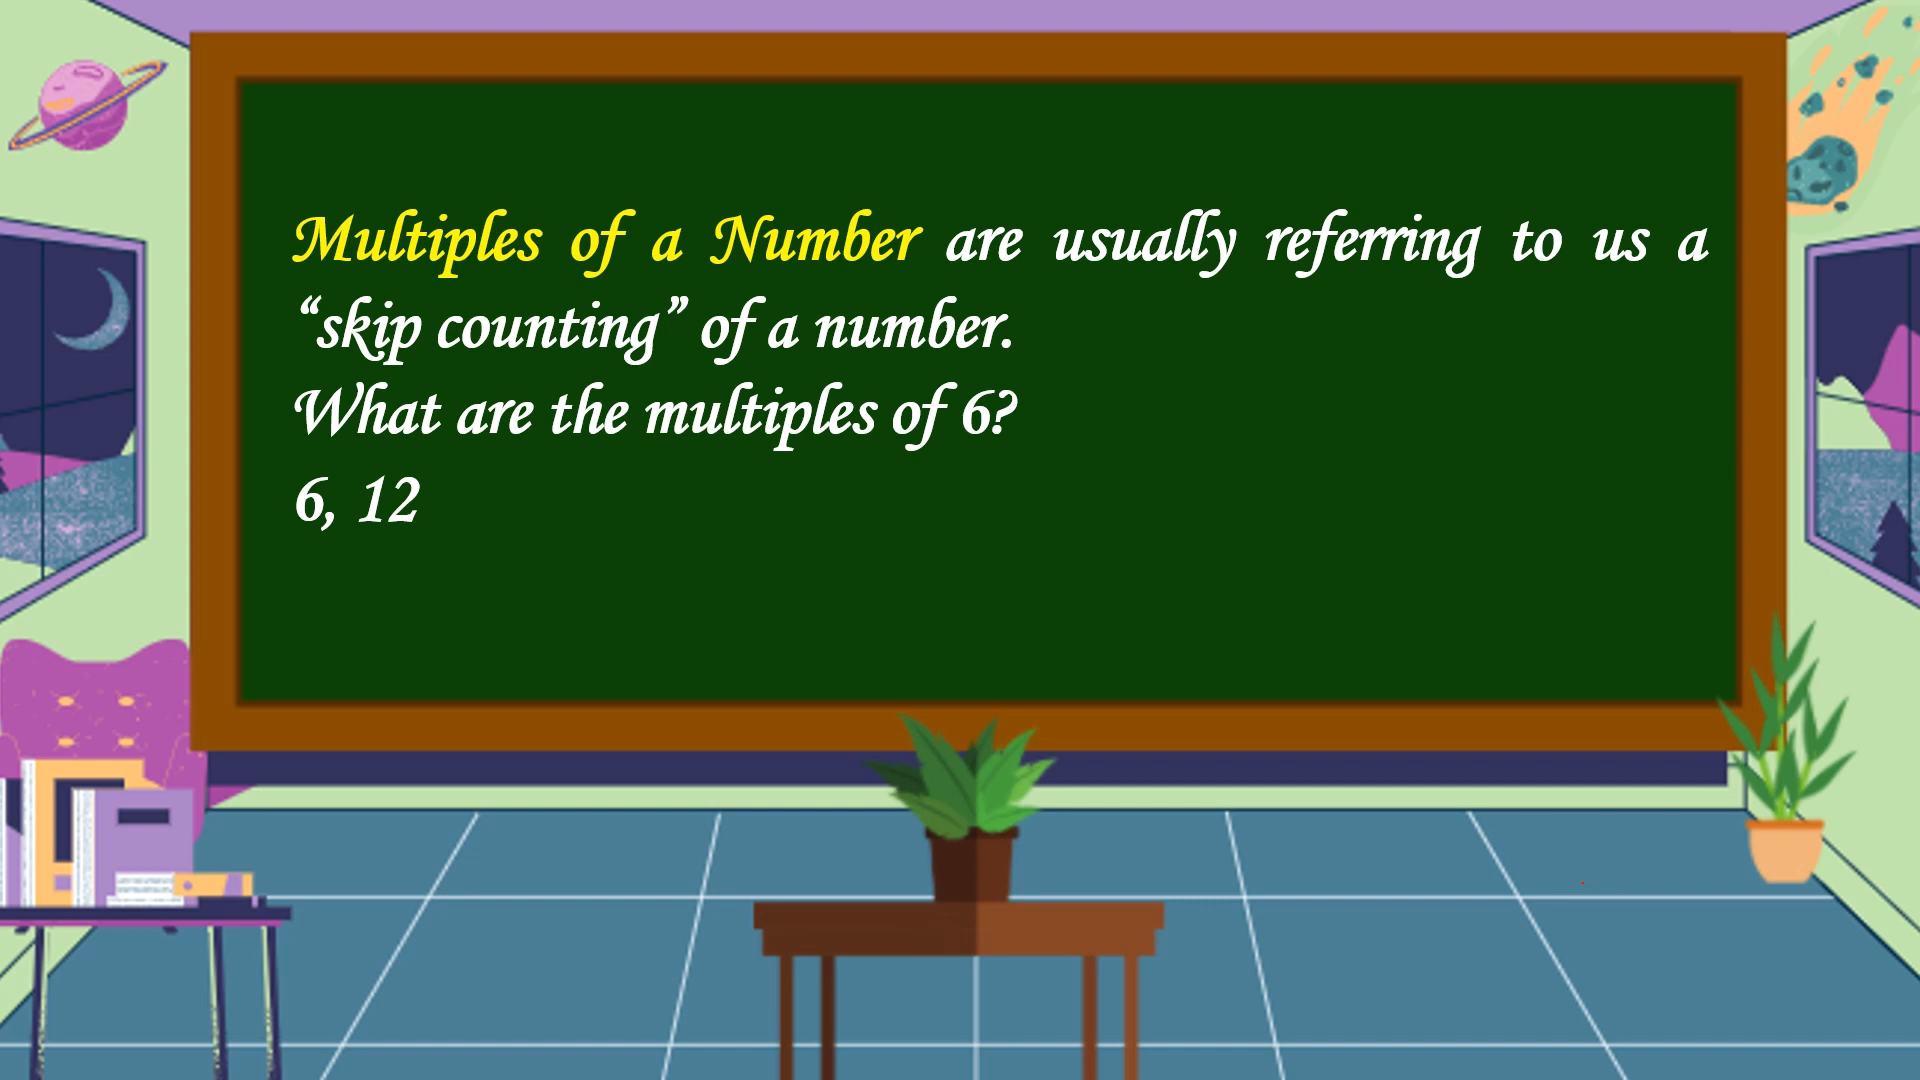 Multiples of a Number are usually referring to us a
“skip counting” of a number.
What are the multiples of 6?
6, 12